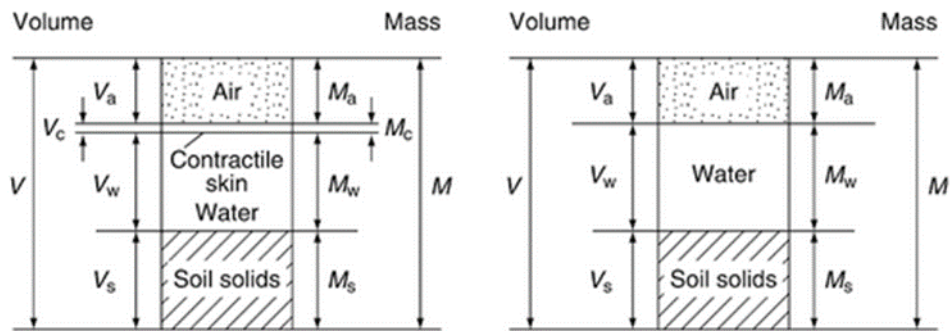 Volume Mass
V
Va
Vc
Vw
Vs
Air
Contractile
skin
Water
Soil solids
Ma
Mc
Mw
Ms
M
Volume Mass
V
Va
Vw
Vs
Air
Water
Soil solids
Ma
Mw
Ms
M